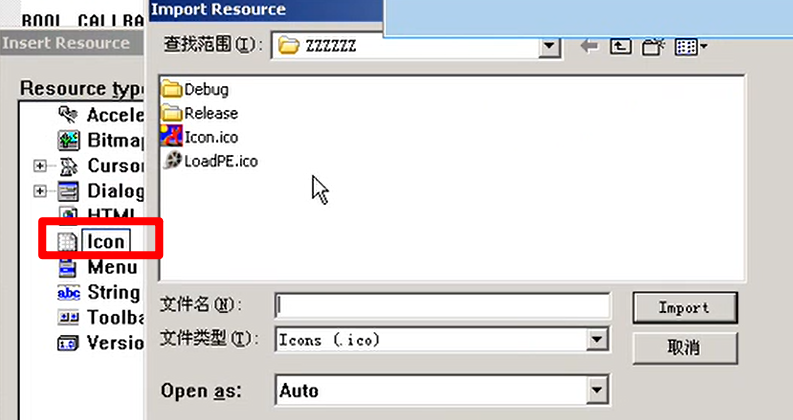 BOOL CALLBA
Import Resource
Insert Resource
查找范围(I):
ZZZZZZ
Resource type
Accele
Bitmap
Cursor
Dialog
HTML
Icon
Menu
String
Toolba
Versio
Debug
Release
Icon.ico
LoadPE.ico
文件名(N):
Import
文件类型(T):
Icons (.ico)
取消
Open as:
Auto